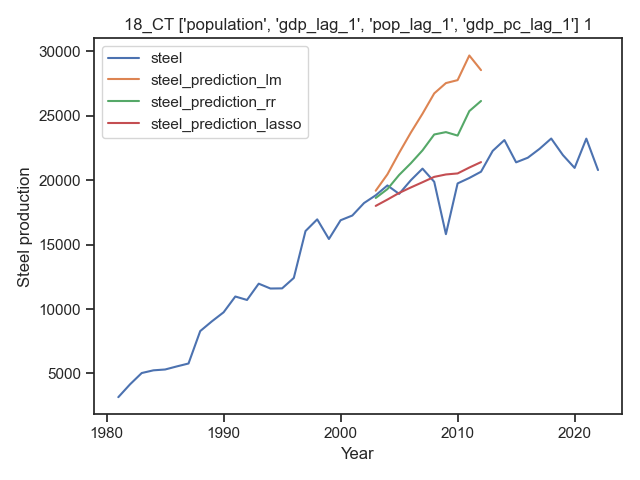 18_CT ['population', 'gdp_lag_1', 'pop_lag_1', 'gdp_pc_lag_1'] 1
steel
steel_prediction_lm
steel_prediction_rr
steel_prediction_lasso
Steel production
30000
25000
20000
15000
10000
5000
1980
1990
2000
2010
2020
Year